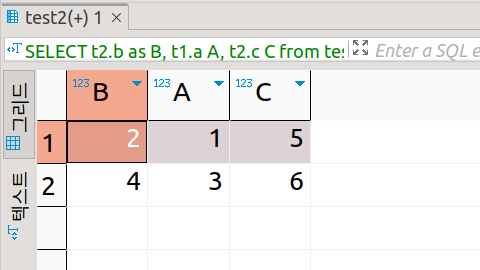 test2(+) 1
SELECT t2.b as B, t1.a A, t2.c C from tes
Enter a SQL e
그리드
텍스트
123 B 123 A 123 C
1 2 1 5
2 4 3 6